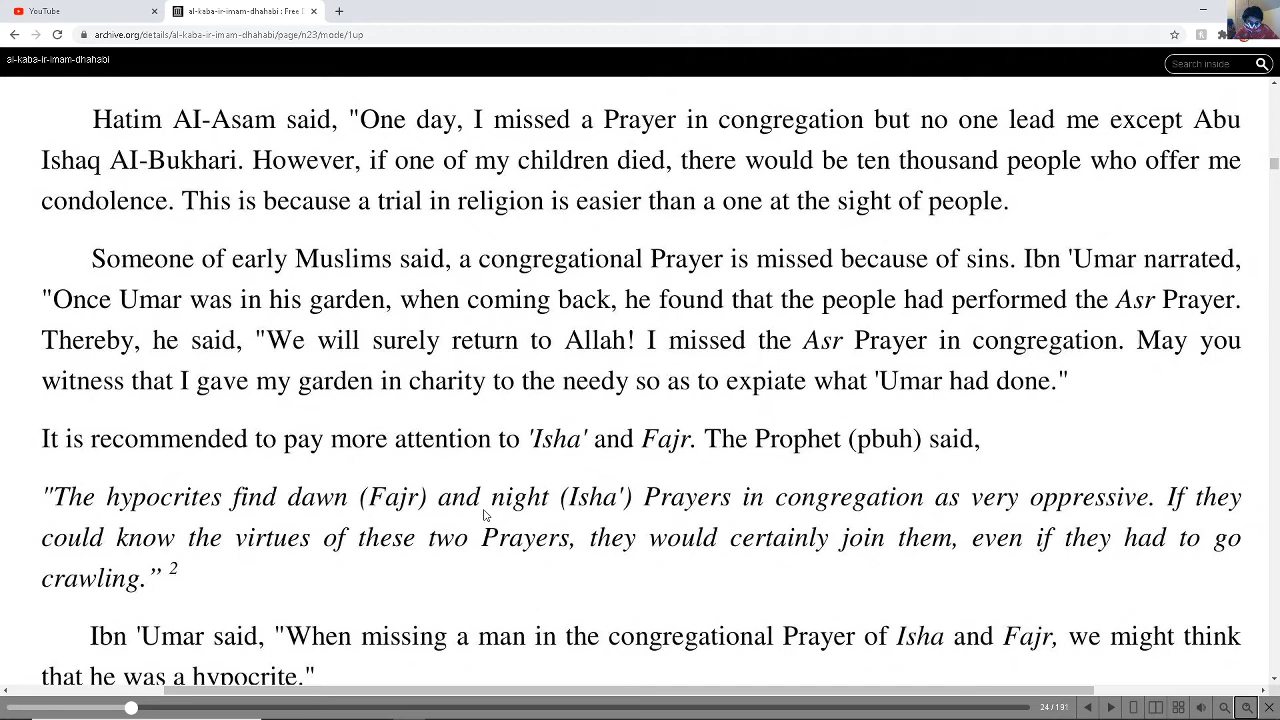 YouTube
al-kaba-ir-imam-dhahabi : Free
archive.org/details/al-kaba-ir-imam-dhahabi/page/n23/mode/1up
al-kaba-ir-imam-dhahabi
Search inside
Hatim AI-Asam said, "One day, I missed a Prayer in congregation but no one lead me except Abu
Ishaq AI-Bukhari. However, if one of my children died, there would be ten thousand people who offer me
condolence. This is because a trial in religion is easier than a one at the sight of people.
Someone of early Muslims said, a congregational Prayer is missed because of sins. Ibn 'Umar narrated,
"Once Umar was in his garden, when coming back, he found that the people had performed the Asr Prayer.
Thereby, he said, "We will surely return to Allah! I missed the Asr Prayer in congregation. May you
witness that I gave my garden in charity to the needy so as to expiate what 'Umar had done."
It is recommended to pay more attention to 'Isha' and Fajr. The Prophet (pbuh) said,
"The hypocrites find dawn (Fajr) and night (Isha') Prayers in congregation as very oppressive. If they
could know the virtues of these two Prayers, they would certainly join them, even if they had to go
crawling.” 2
Ibn 'Umar said, "When missing a man in the congregational Prayer of Isha and Fajr, we might think
that he was a hypocrite."
24 / 191